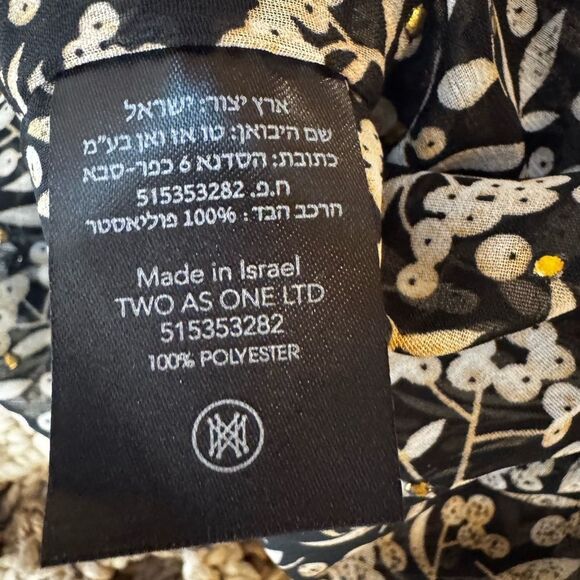 ארץ יצור: ישראל
שם היבואן: טו אז וואן בע"מ
כתובת: הסדנא 6 כפר-סבא
ח.פ. 515353282
הרכב הבד: 100% פוליאסטר
Made in Israel
TWO AS ONE LTD
515353282
100% POLYESTER